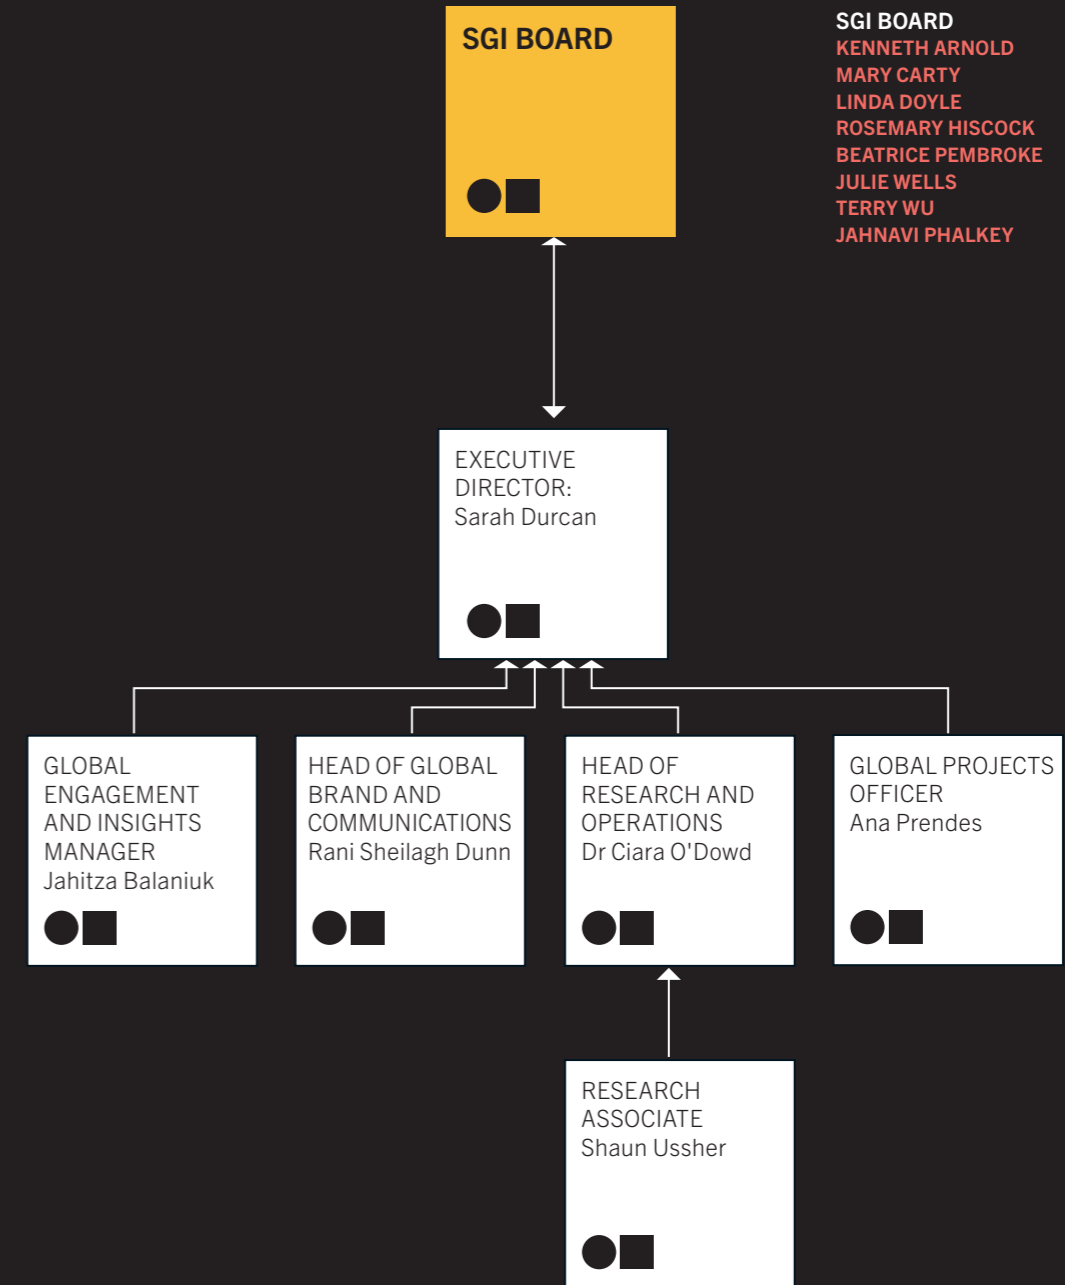 SGI BOARD
SGI BOARD
KENNETH ARNOLD
MARY CARTY
LINDA DOYLE
ROSEMARY HISCOCK
BEATRICE PEMBROKE
JULIE WELLS
TERRY WU
JAHNAVI PHALKEY
EXECUTIVE
DIRECTOR:
Sarah Durcan
GLOBAL
ENGAGEMENT
AND INSIGHTS
MANAGER
Jahitza Balaniuk
HEAD OF GLOBAL
BRAND AND
COMMUNICATIONS
Rani Sheilagh Dunn
HEAD OF
RESEARCH AND
OPERATIONS
Dr Ciara O'Dowd
GLOBAL PROJECTS
OFFICER
Ana Prendes
RESEARCH
ASSOCIATE
Shaun Ussher